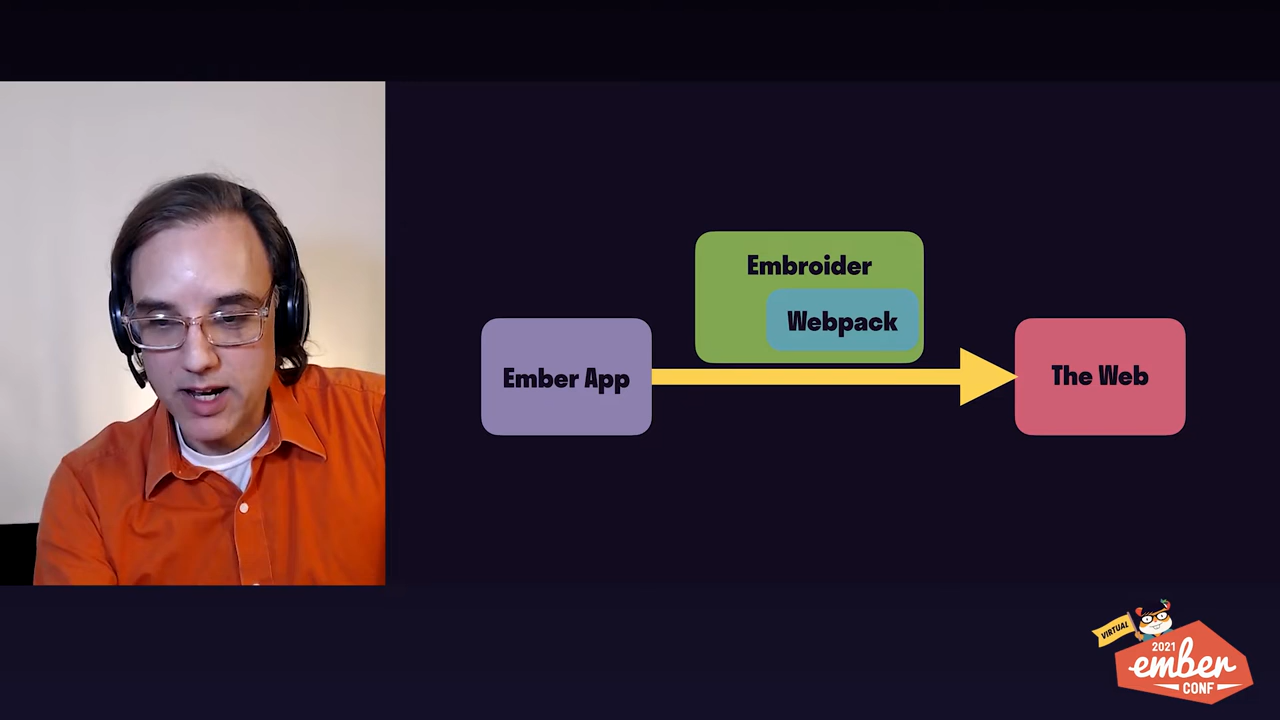 Embroider
Webpack
Ember App
The Web
VIRTUAL
2021
ember
CONF